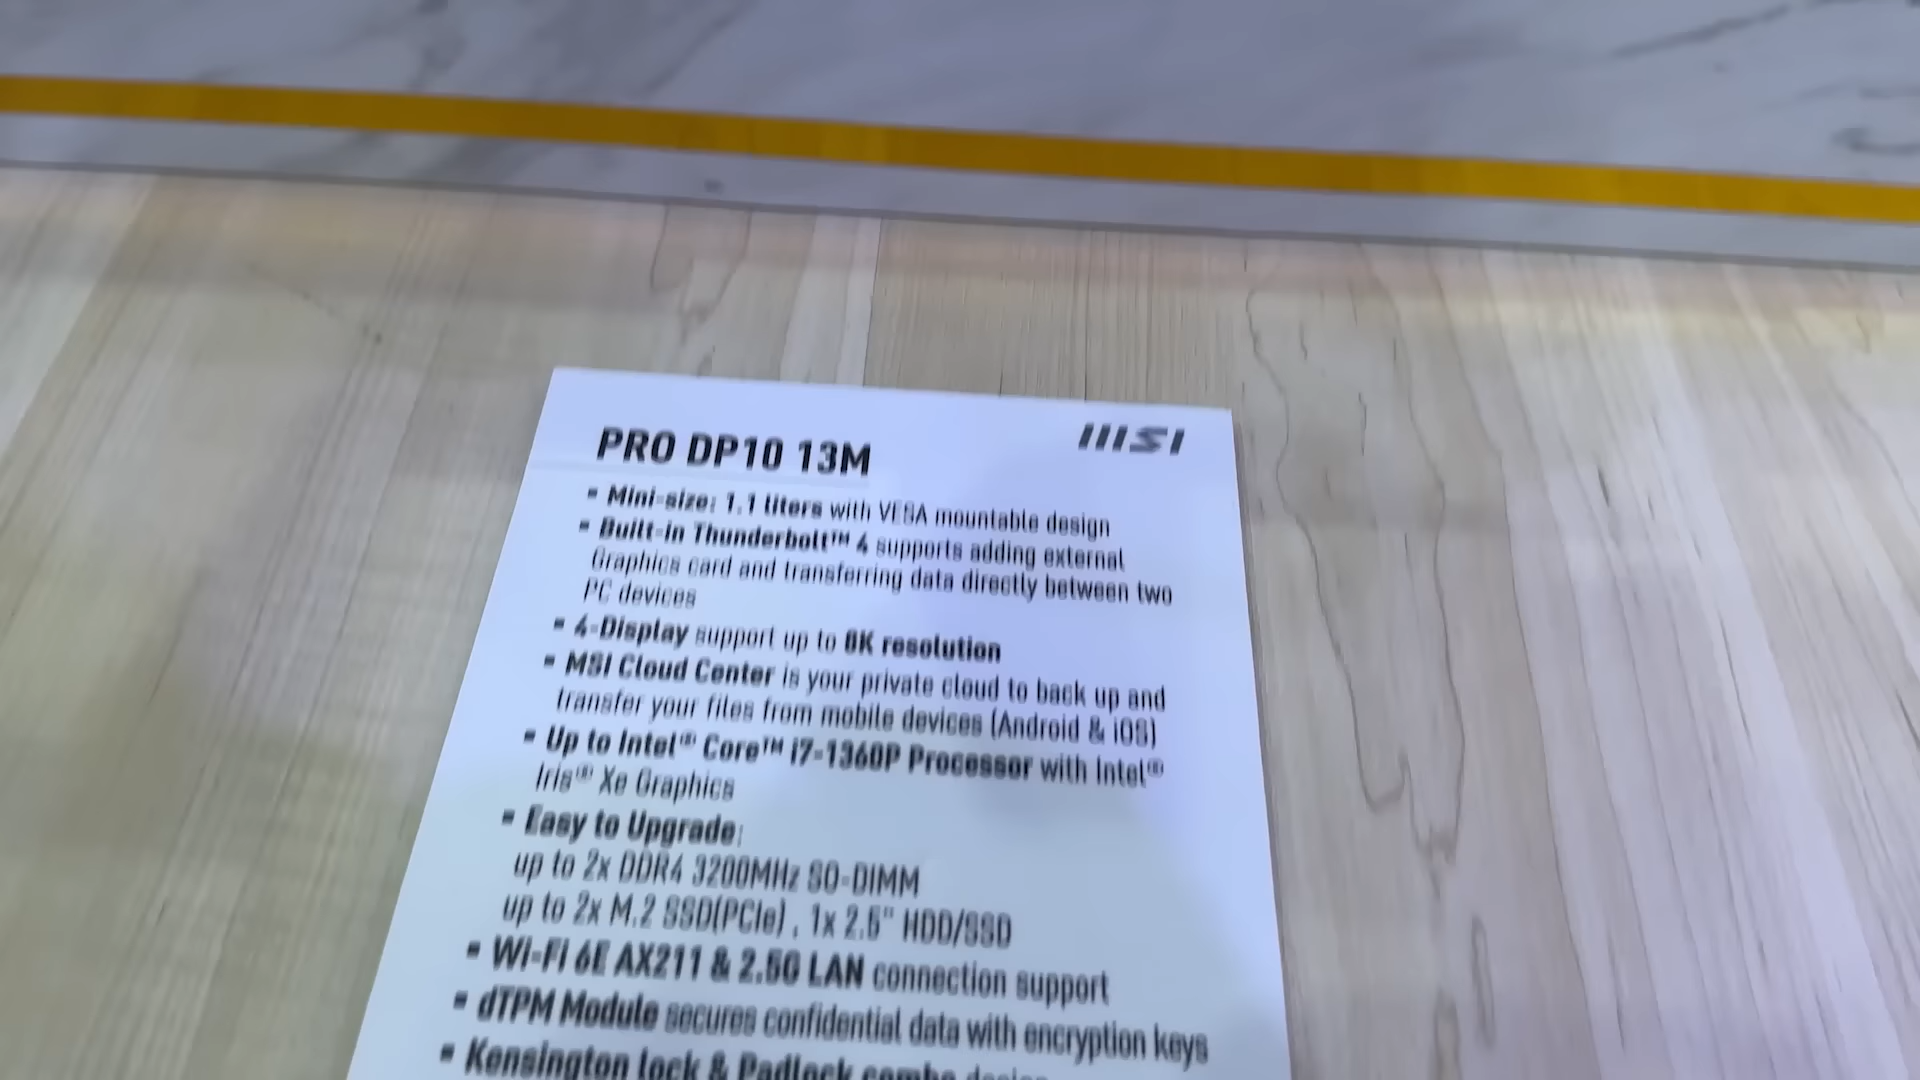 PRO DP10 13M
msi
▪ Mini-size: 1.1 liters with VESA mountable design
▪ Built-in Thunderbolt™ 4 supports adding external
Graphics card and transferring data directly between two
PC devices
▪ 4-Display support up to 8K resolution
▪ MSI Cloud Center is your private cloud to back up and
transfer your files from mobile devices (Android & iOS)
▪ Up to Intel® Core™ i7-1360P Processor with Intel®
Iris® Xe Graphics
▪ Easy to Upgrade:
up to 2x DDR4 3200MHz SO-DIMM
up to 2x M.2 SSD(PCIe) , 1x 2.5" HDD/SSD
▪ Wi-Fi 6E AX211 & 2.5G LAN connection support
▪ dTPM Module secures confidential data with encryption keys
▪ Kensington lock & Padlock combo design